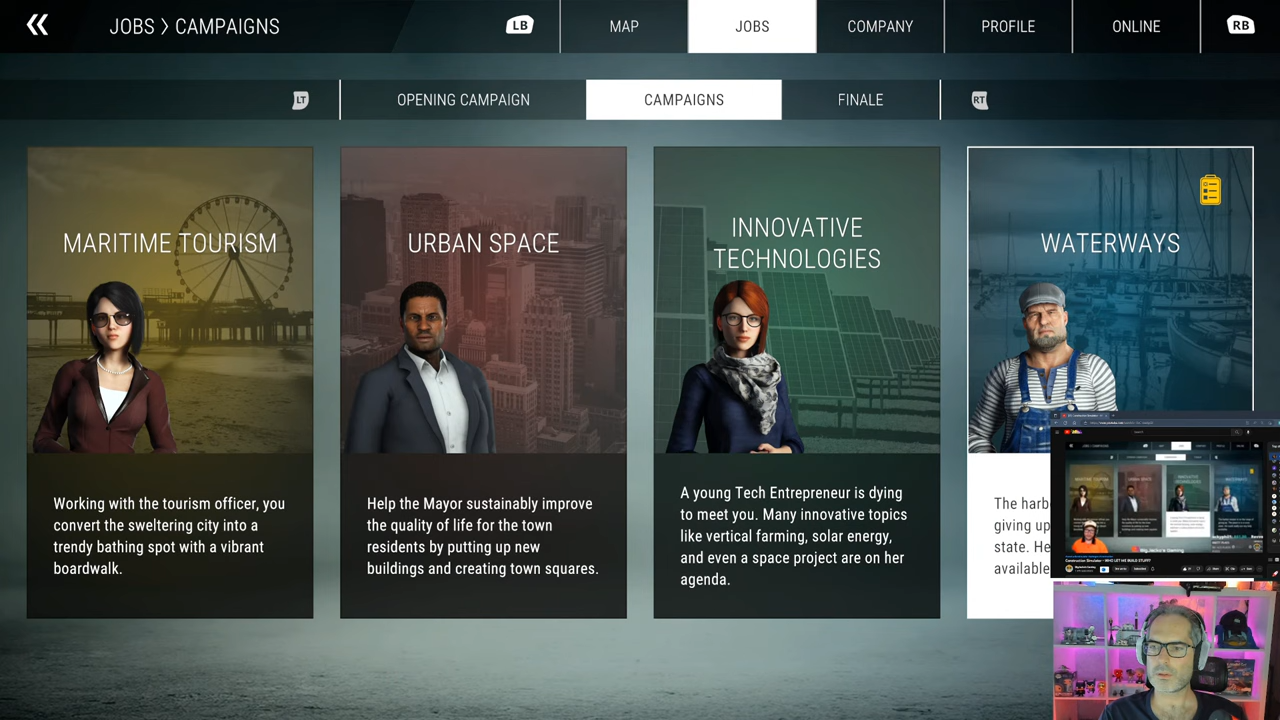 JOBS > CAMPAIGNS
LB
MAP
JOBS
COMPANY
PROFILE
ONLINE
RB
LT
OPENING CAMPAIGN
CAMPAIGNS
FINALE
RT
MARITIME TOURISM
URBAN SPACE
INNOVATIVE
TECHNOLOGIES
WATERWAYS
Working with the tourism officer, you
convert the sweltering city into a
trendy bathing spot with a vibrant
boardwalk.
Help the Mayor sustainably improve
the quality of life for the town
residents by putting up new
buildings and creating town squares.
A young Tech Entrepreneur is dying
to meet you. Many innovative topics
like vertical farming, solar energy,
and even a space project are on her
agenda.
The harb
giving up
state. He
available